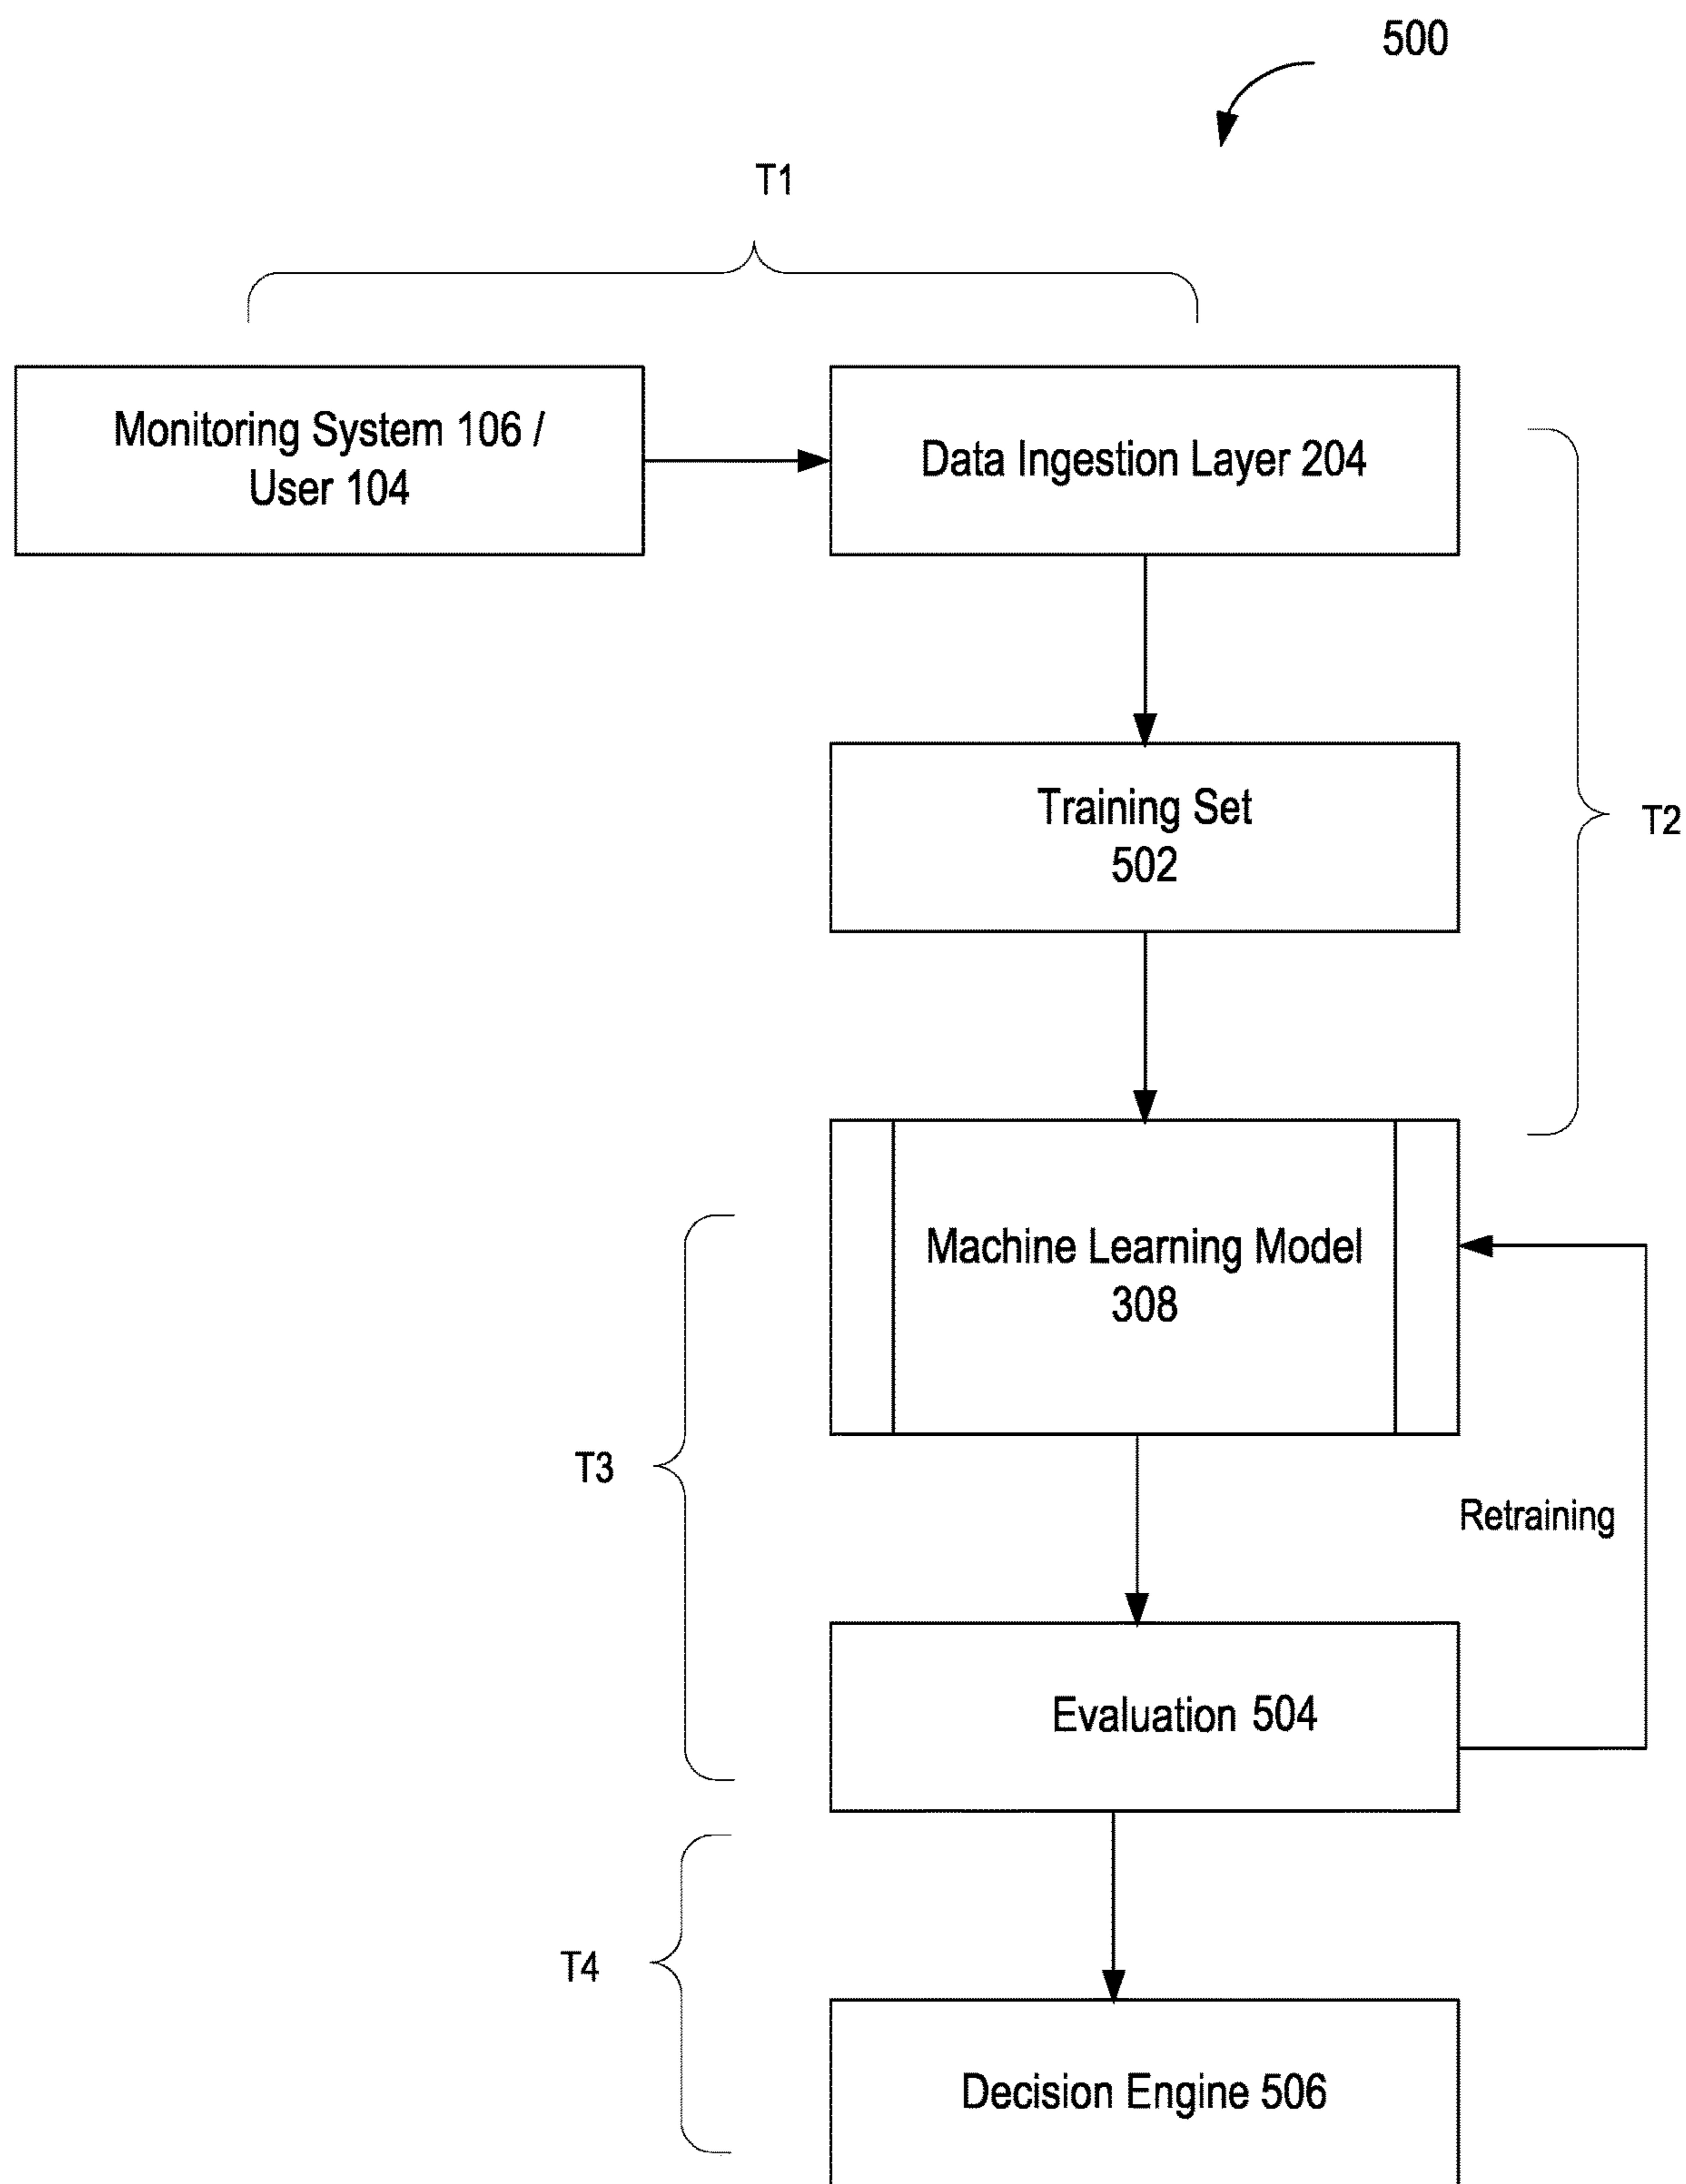 500
T1
Monitoring System 106 /
User 104
Data Ingestion Layer 204
Training Set
502
T2
Machine Learning Model
308
T3
Retraining
Evaluation 504
T4
Decision Engine 506